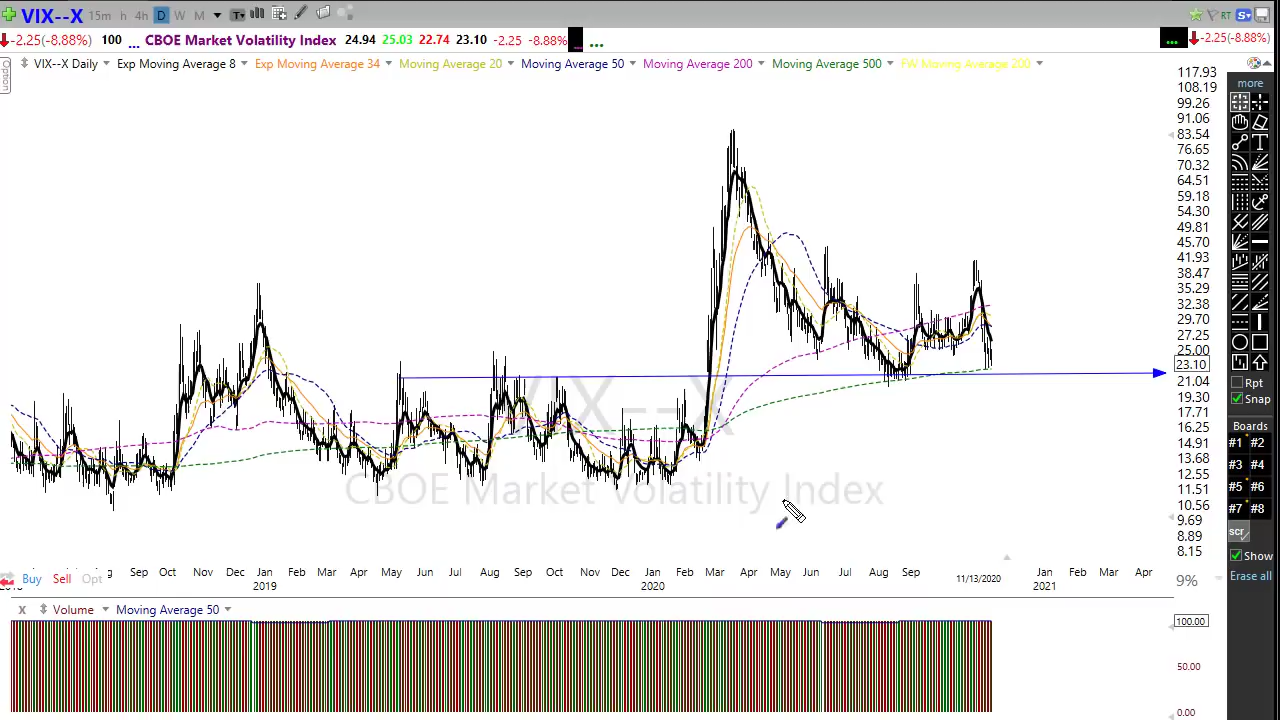 VIX--X 15m h 4h D W M T RT S
-2.25(-8.88%) 100 ... CBOE Market Volatility Index 24.94 25.03 22.74 23.10 -2.25 -8.88% ... ... -2.25(-8.88%)
Option
VIX--X Daily Exp Moving Average 8 Exp Moving Average 34 Moving Average 20 Moving Average 50 Moving Average 200 Moving Average 500 FW Moving Average 200
117.93
108.19
99.26
91.06
83.54
76.65
70.32
64.51
59.18
54.30
49.81
45.70
41.93
38.47
35.29
32.38
29.70
27.25
25.00
23.10
21.04
19.30
17.71
16.25
14.91
13.68
12.55
11.51
10.56
9.69
8.89
8.15
more
T
Rpt
Snap
Boards
#1 #2
#3 #4
#5 #6
#7 #8
scr
Show
Erase all
VIX--X
CBOE Market Volatility Index
Sep Oct Nov Dec Jan Feb Mar Apr May Jun Jul Aug Sep Oct Nov Dec Jan Feb Mar Apr May Jun Jul Aug Sep 11/13/2020 Jan Feb Mar Apr
2019 2020 2021
Buy Sell Opt
9%
X Volume Moving Average 50
100.00
50.00
0.00